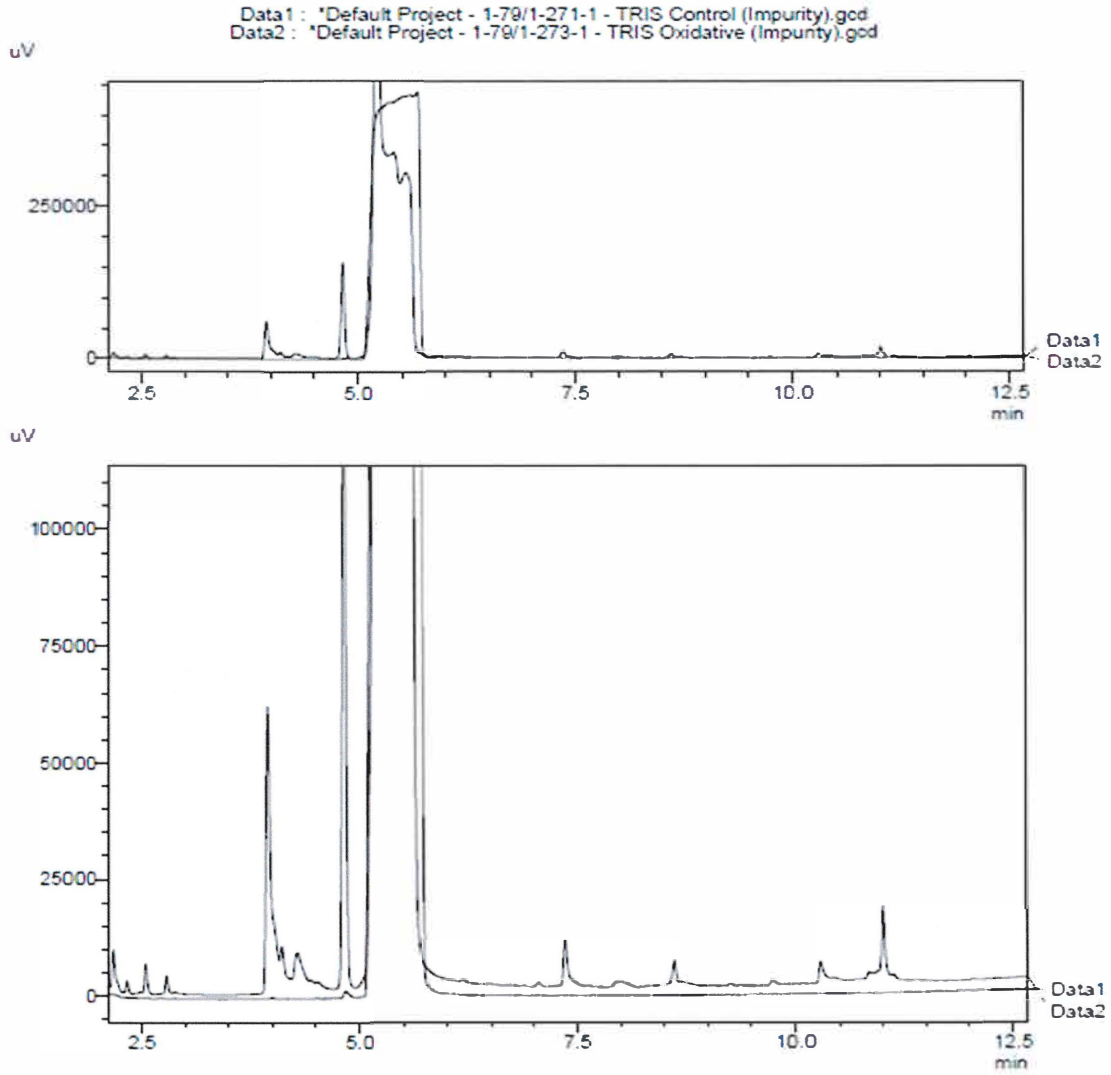 Data1 : *Default Project - 1-79/1-271-1 - TRIS Control (Impurity).gcd
Data2 : *Default Project - 1-79/1-273-1 - TRIS Oxidative (Impurity).gcd
uV
250000
0
Data1
Data2
2.5 5.0 7.5 10.0 12.5
min
uV
100000
75000
50000
25000
0
Data1
Data2
2.5 5.0 7.5 10.0 12.5
min